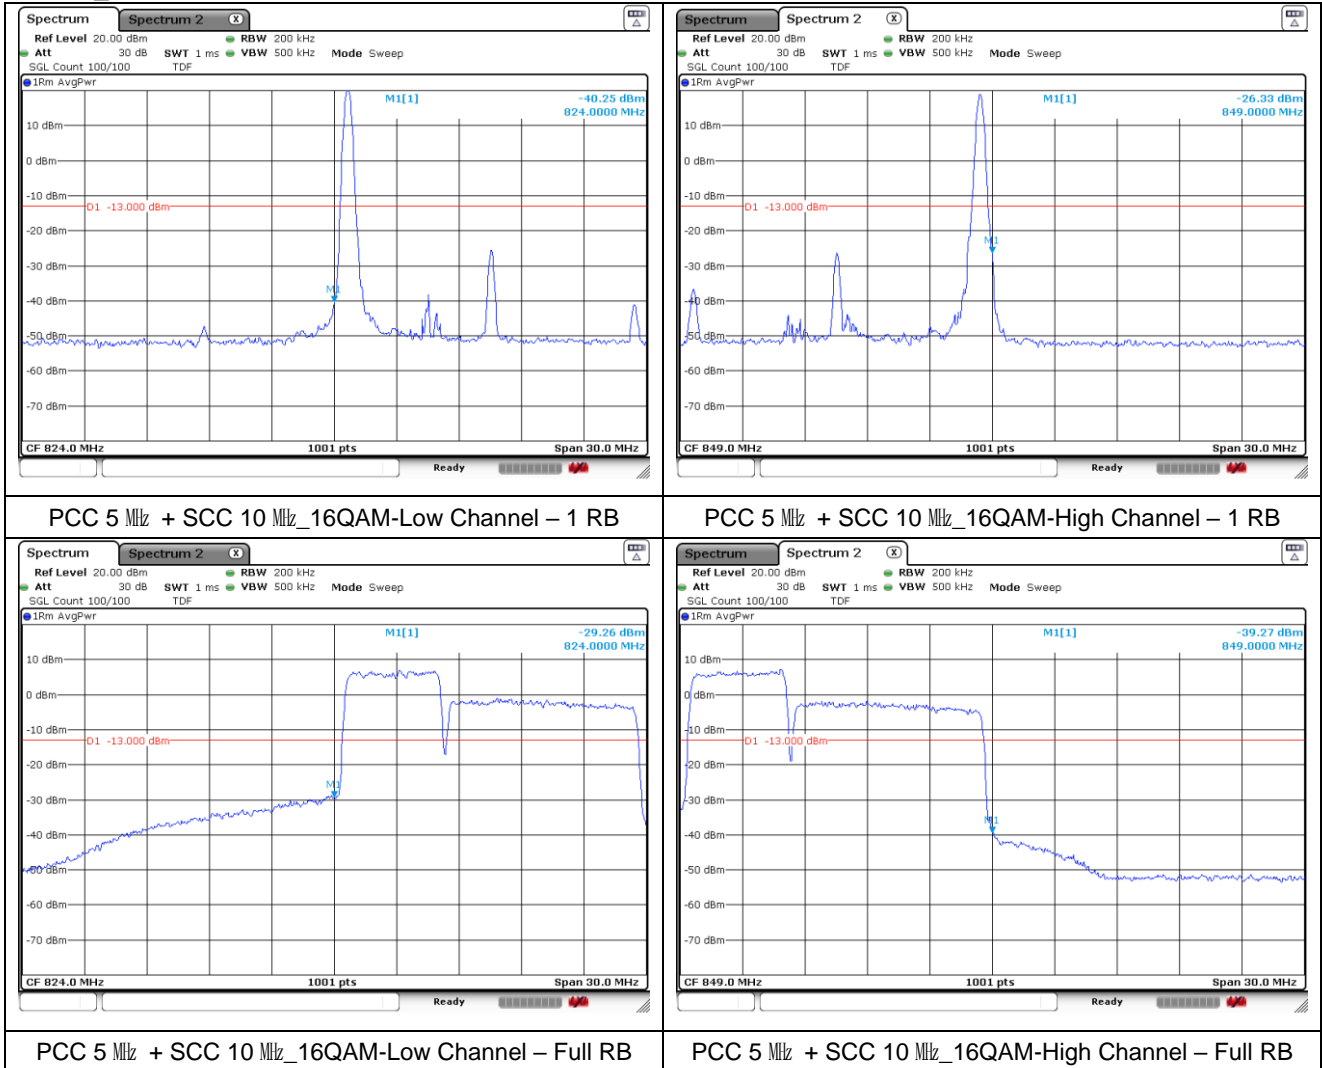 Spectrum Spectrum 2 X
Ref Level 20.00 dBm RBW 200 kHz
Att 30 dB SWT 1 ms VBW 500 kHz Mode Sweep
SGL Count 100/100 TDF
1Rm AvgPwr
M1[1] -40.25 dBm
824.0000 MHz
10 dBm
0 dBm
-10 dBm
D1 -13.000 dBm
-20 dBm
-30 dBm
M1
-40 dBm
-50 dBm
-60 dBm
-70 dBm
CF 824.0 MHz 1001 pts Span 30.0 MHz
Ready
PCC 5 ㎒ + SCC 10 ㎒_16QAM-Low Channel – 1 RB
Spectrum Spectrum 2 X
Ref Level 20.00 dBm RBW 200 kHz
Att 30 dB SWT 1 ms VBW 500 kHz Mode Sweep
SGL Count 100/100 TDF
1Rm AvgPwr
M1[1] -26.33 dBm
849.0000 MHz
10 dBm
0 dBm
-10 dBm
D1 -13.000 dBm
-20 dBm
M1
-30 dBm
-40 dBm
-50 dBm
-60 dBm
-70 dBm
CF 849.0 MHz 1001 pts Span 30.0 MHz
Ready
PCC 5 ㎒ + SCC 10 ㎒_16QAM-High Channel – 1 RB
Spectrum Spectrum 2 X
Ref Level 20.00 dBm RBW 200 kHz
Att 30 dB SWT 1 ms VBW 500 kHz Mode Sweep
SGL Count 100/100 TDF
1Rm AvgPwr
M1[1] -29.26 dBm
824.0000 MHz
10 dBm
0 dBm
-10 dBm
D1 -13.000 dBm
-20 dBm
M1
-30 dBm
-40 dBm
-50 dBm
-60 dBm
-70 dBm
CF 824.0 MHz 1001 pts Span 30.0 MHz
Ready
PCC 5 ㎒ + SCC 10 ㎒_16QAM-Low Channel – Full RB
Spectrum Spectrum 2 X
Ref Level 20.00 dBm RBW 200 kHz
Att 30 dB SWT 1 ms VBW 500 kHz Mode Sweep
SGL Count 100/100 TDF
1Rm AvgPwr
M1[1] -39.27 dBm
849.0000 MHz
10 dBm
0 dBm
-10 dBm
D1 -13.000 dBm
-20 dBm
-30 dBm
M1
-40 dBm
-50 dBm
-60 dBm
-70 dBm
CF 849.0 MHz 1001 pts Span 30.0 MHz
Ready
PCC 5 ㎒ + SCC 10 ㎒_16QAM-High Channel – Full RB